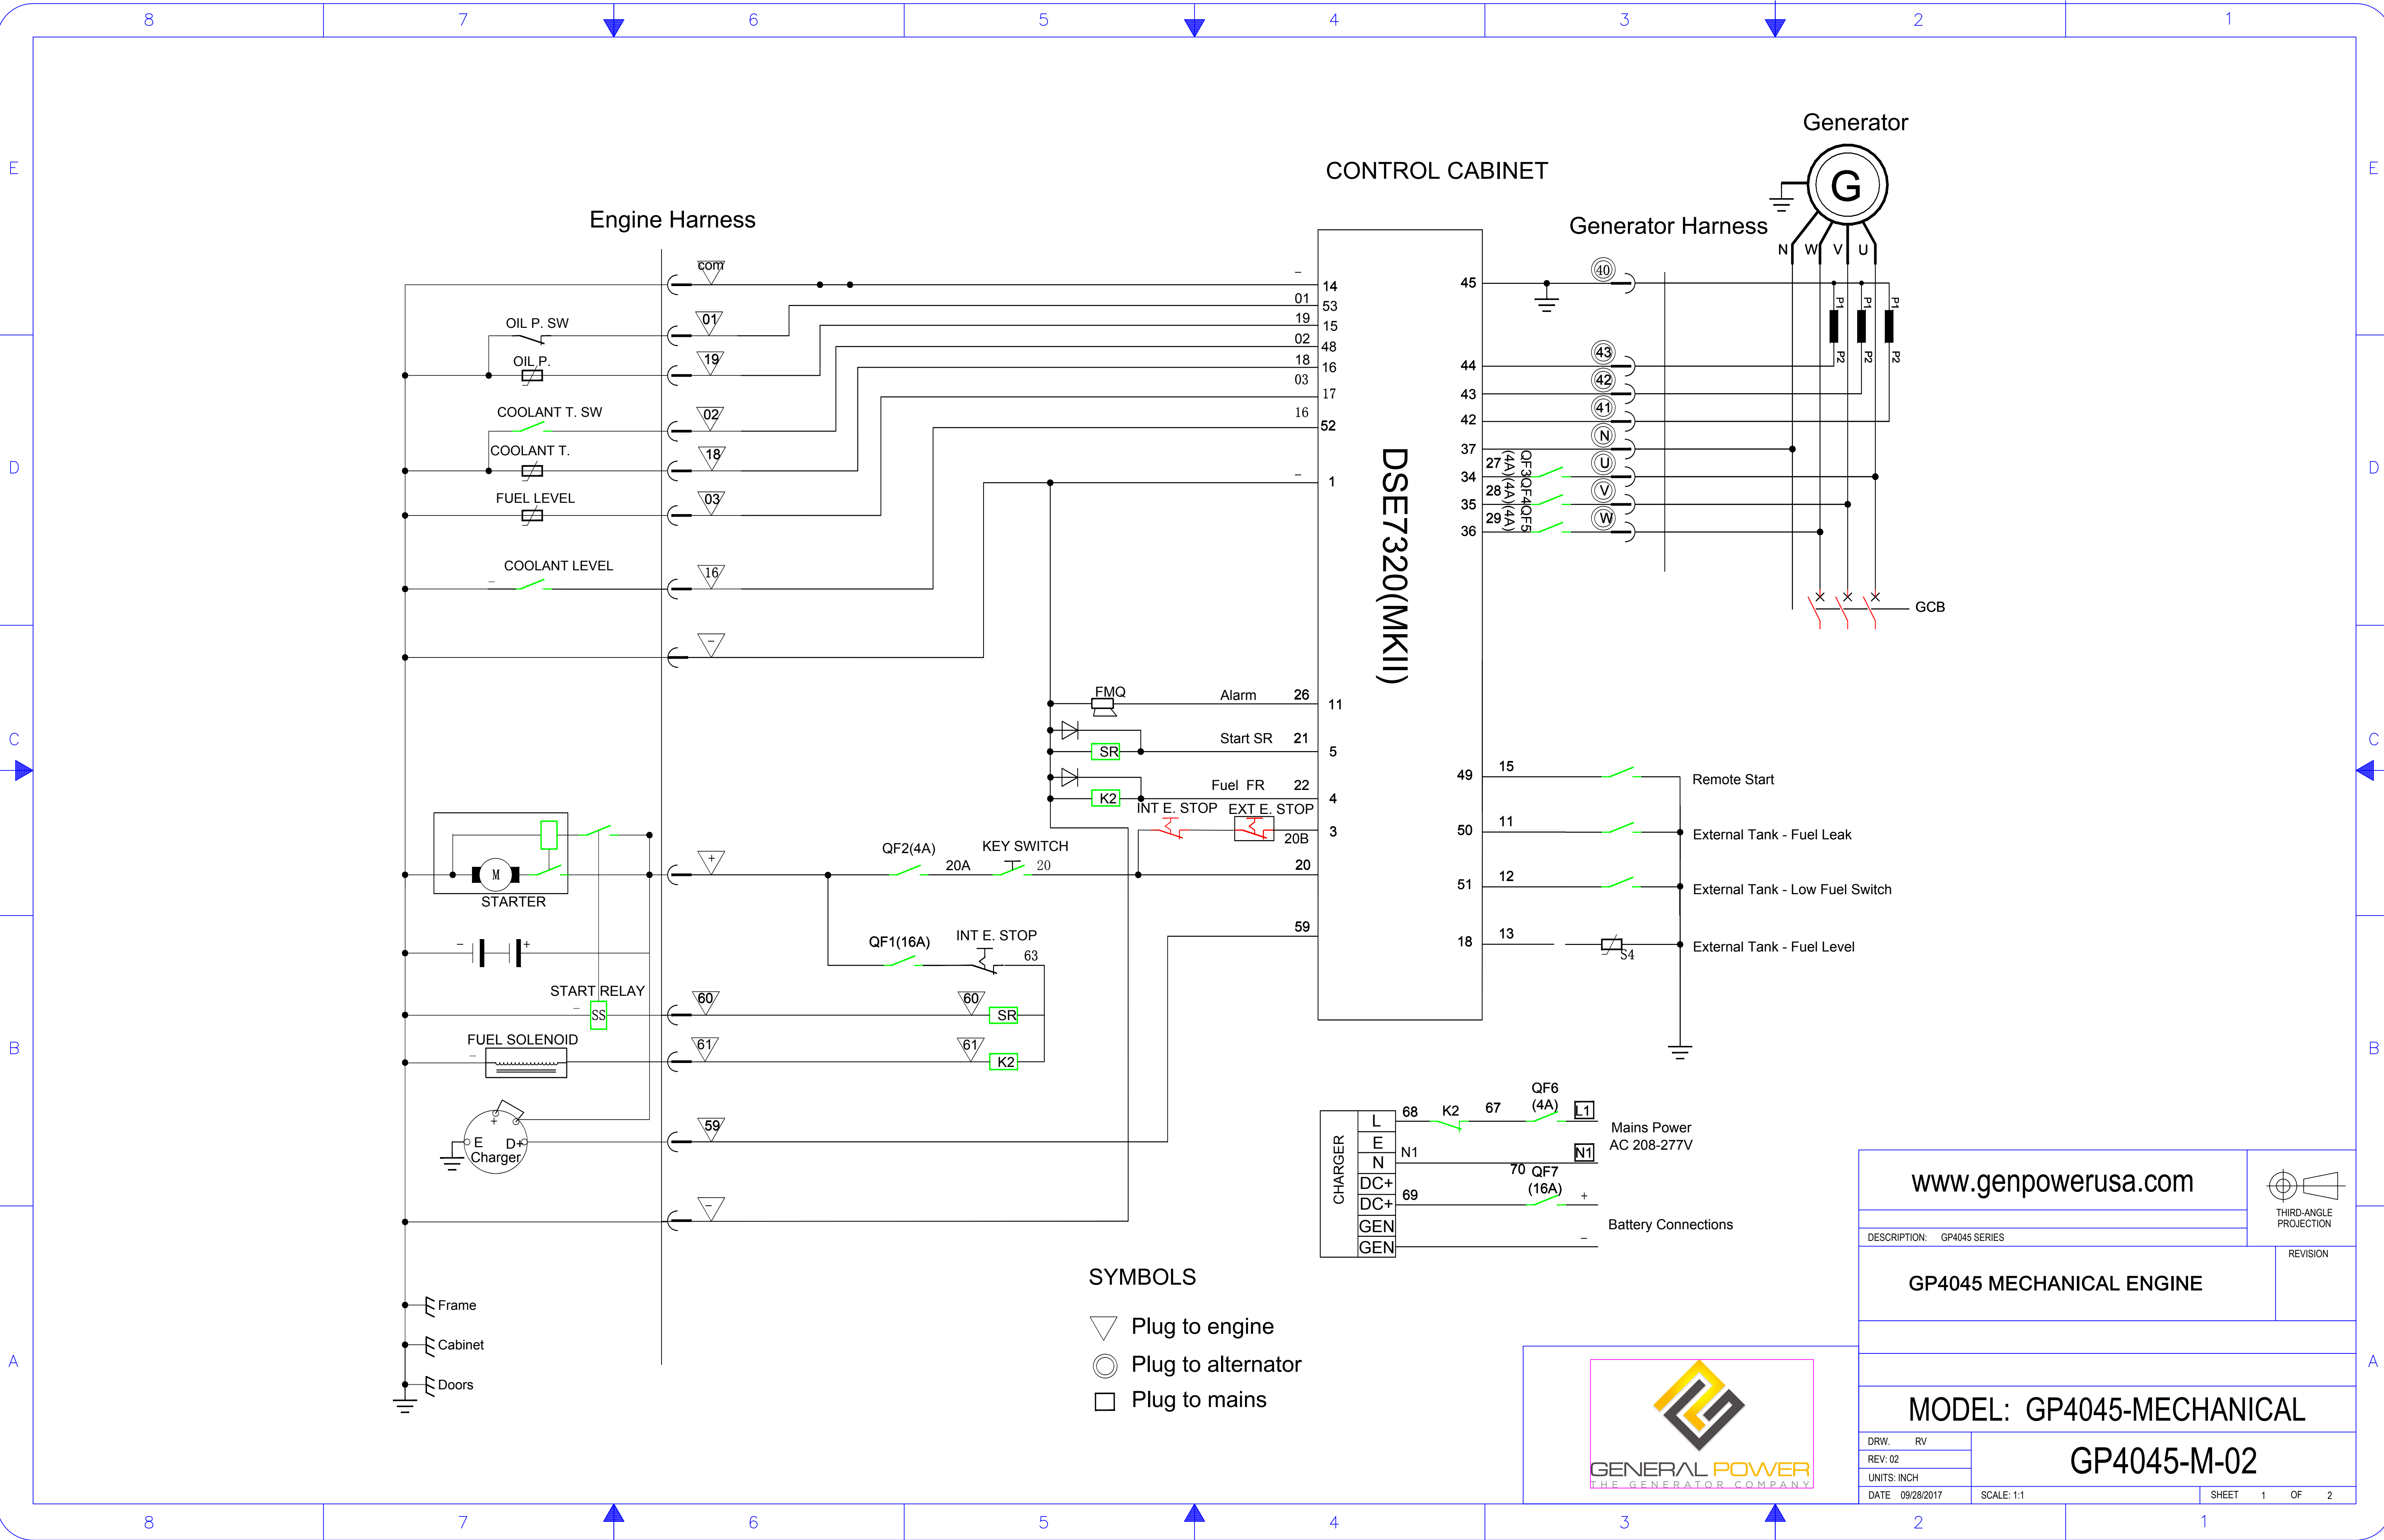 8 7 6 5 4 3 2 1
E E
D D
C C
B B
A A
Engine Harness
CONTROL CABINET
Generator
G
Generator Harness
N W V U
com
- 14
01 53
19 15
02 48
18 16
03 17
16 52
- 1
OIL P. SW 01
OIL P. 19
COOLANT T. SW 02
COOLANT T. 18
FUEL LEVEL 03
COOLANT LEVEL
- 16
-
DSE7320(MKII)
45 40
P1 P1 P1
P2 P2 P2
44 43
43 42
42 41
37 N
27 QF3 (4A) U
34
28 QF4 (4A) V
35
29 QF5 (4A) W
36
GCB
FMQ Alarm 26 11
SR Start SR 21 5
K2 Fuel FR 22 4
INT E. STOP EXT E. STOP 3
20B
M
STARTER
+
QF2(4A) 20A KEY SWITCH 20 20
QF1(16A) INT E. STOP 63
59
- +
START RELAY
- SS 60 60 SR
FUEL SOLENOID
- 61 61 K2
+
E D+
Charger
59
-
49 15 Remote Start
50 11 External Tank - Fuel Leak
51 12 External Tank - Low Fuel Switch
18 13 S4 External Tank - Fuel Level
CHARGER
L 68 K2 67 QF6 (4A) L1
E
N N1 N1
Mains Power
AC 208-277V
DC+
DC+ 69 70 QF7 (16A) +
GEN
GEN -
Battery Connections
Frame
Cabinet
Doors
SYMBOLS
Plug to engine
Plug to alternator
Plug to mains
GENERAL POWER
THE GENERATOR COMPANY
www.genpowerusa.com
THIRD-ANGLE
PROJECTION
DESCRIPTION: GP4045 SERIES
REVISION
GP4045 MECHANICAL ENGINE
MODEL: GP4045-MECHANICAL
DRW. RV
REV: 02
UNITS: INCH
GP4045-M-02
DATE 09/28/2017 SCALE: 1:1 SHEET 1 OF 2
8 7 6 5 4 3 2 1